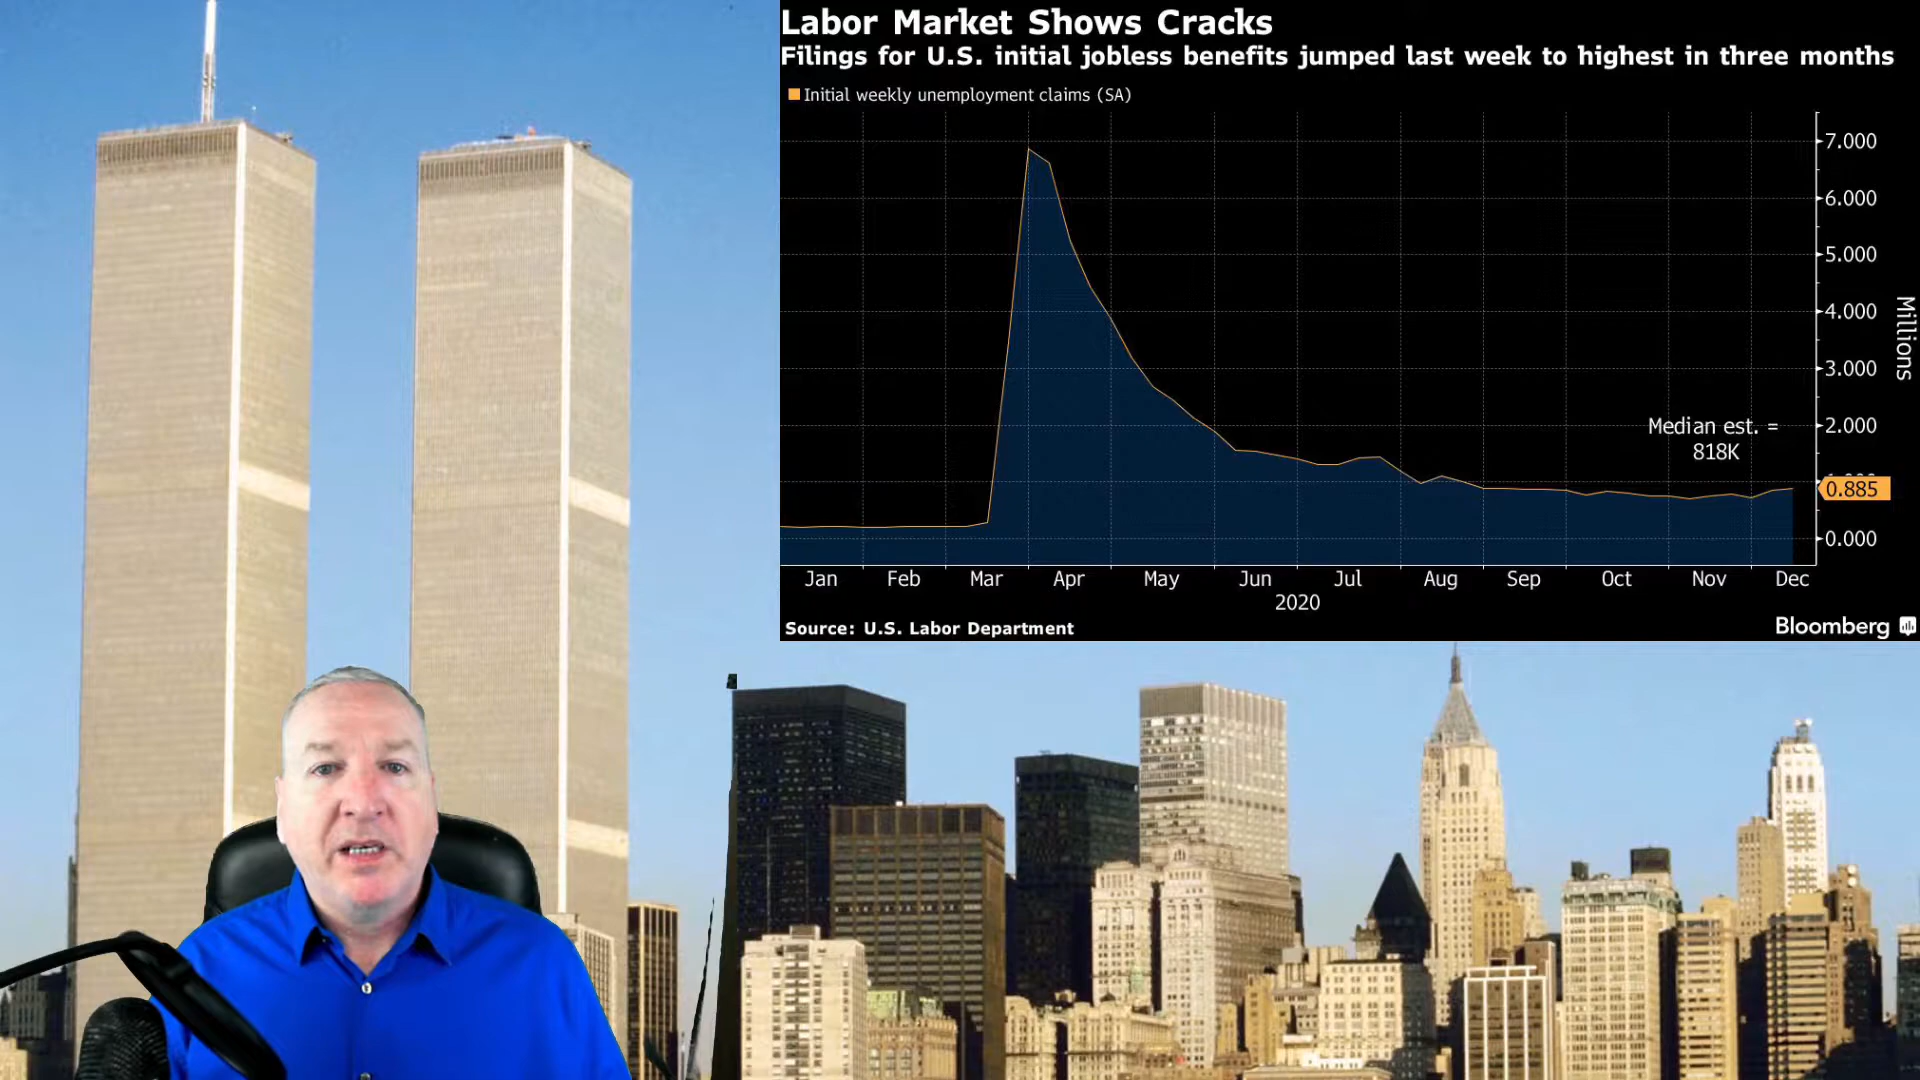 Labor Market Shows Cracks
Filings for U.S. initial jobless benefits jumped last week to highest in three months
Initial weekly unemployment claims (SA)
7.000
6.000
5.000
4.000
3.000
Median est. =
818K
2.000
0.885
0.000
Millions
Jan Feb Mar Apr May Jun Jul Aug Sep Oct Nov Dec
2020
Source: U.S. Labor Department
Bloomberg